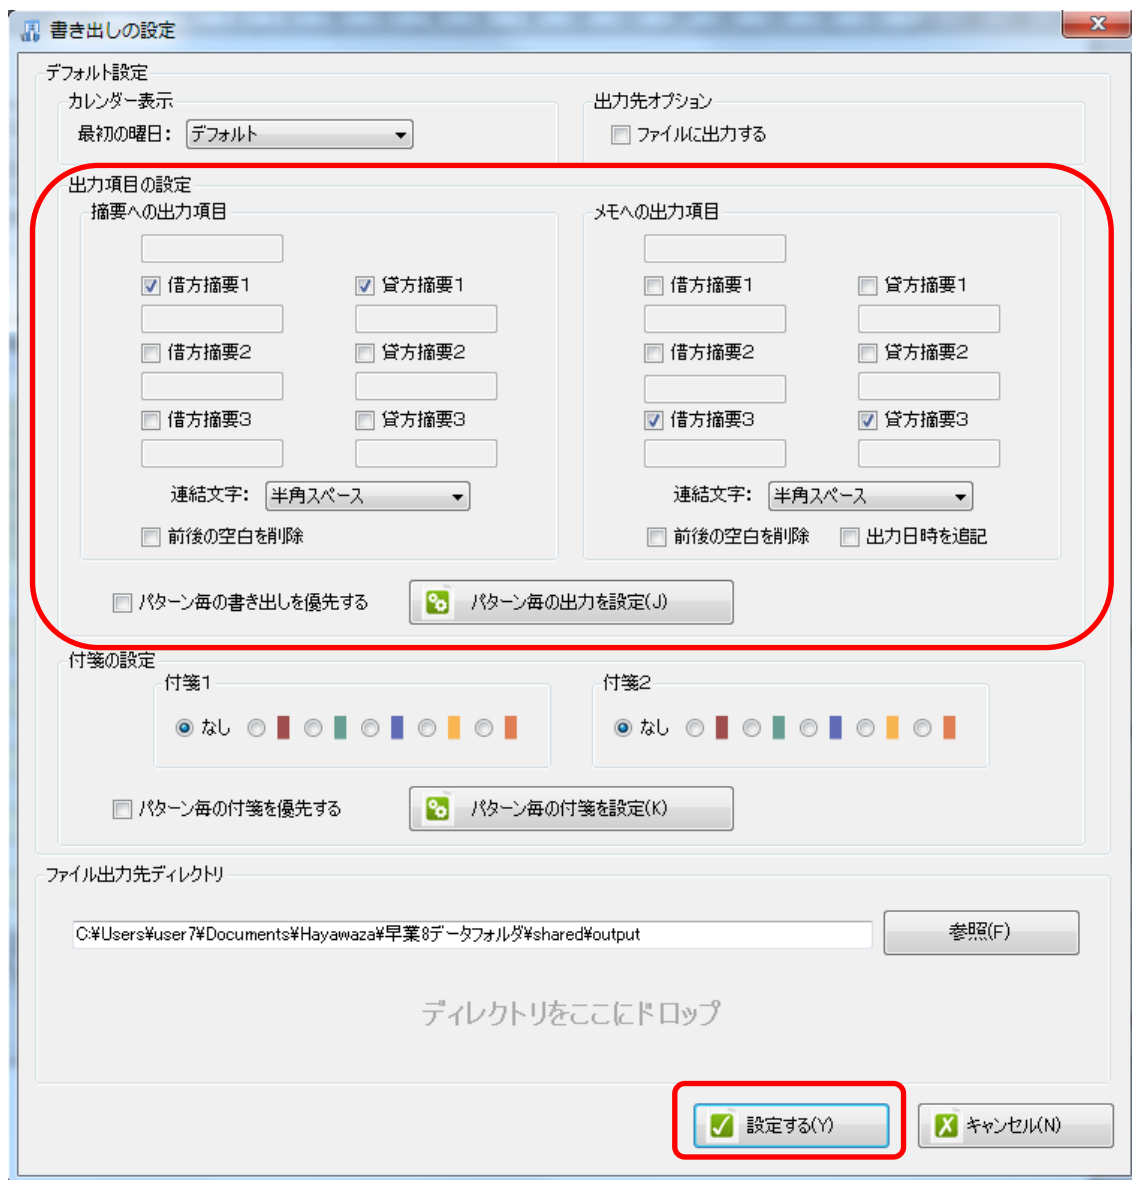 書き出しの設定
デフォルト設定
カレンダー表示
最初の曜日： デフォルト
出力先オプション
ファイルに出力する
出力項目の設定
摘要への出力項目
借方摘要1 貸方摘要1
借方摘要2 貸方摘要2
借方摘要3 貸方摘要3
連結文字： 半角スペース
前後の空白を削除
メモへの出力項目
借方摘要1 貸方摘要1
借方摘要2 貸方摘要2
借方摘要3 貸方摘要3
連結文字： 半角スペース
前後の空白を削除 出力日時を追記
パターン毎の書き出しを優先する パターン毎の出力を設定(J)
付箋の設定
付箋1
なし
付箋2
なし
パターン毎の付箋を優先する パターン毎の付箋を設定(K)
ファイル出力先ディレクトリ
C:¥Users¥user7¥Documents¥Hayawaza¥早業8データフォルダ¥shared¥output 参照(F)
ディレクトリをここにドロップ
設定する(Y) キャンセル(N)